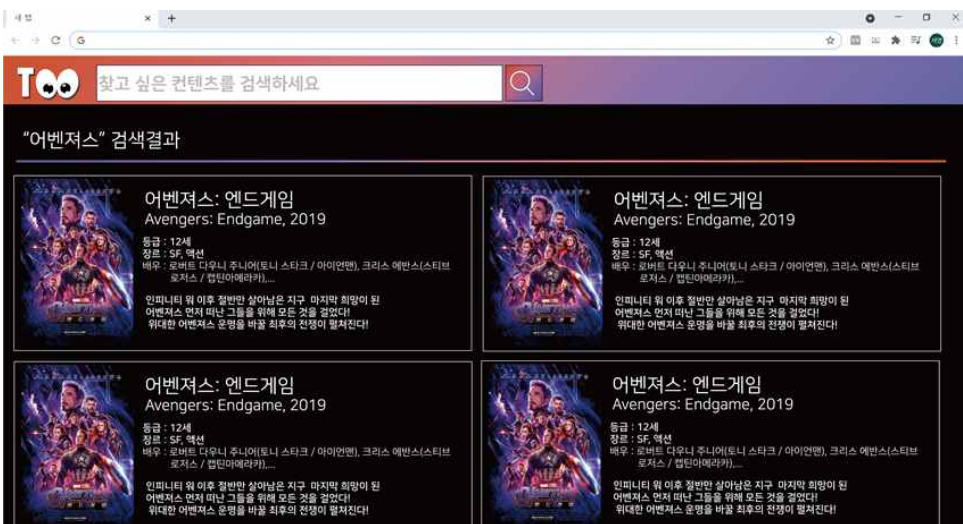 새 탭
G
Too
찾고 싶은 컨텐츠를 검색하세요
“어벤져스” 검색결과
어벤져스: 엔드게임
Avengers: Endgame, 2019
등급 : 12세
장르 : SF, 액션
배우 : 로버트 다우니 주니어(토니 스타크 / 아이언맨), 크리스 에반스(스티브
로저스 / 캡틴아메라카),...
인피니티 워 이후 절반만 살아남은 지구 마지막 희망이 된
어벤져스 먼저 떠난 그들을 위해 모든 것을 걸었다!
위대한 어벤져스 운명을 바꿀 최후의 전쟁이 펼쳐진다!
어벤져스: 엔드게임
Avengers: Endgame, 2019
등급 : 12세
장르 : SF, 액션
배우 : 로버트 다우니 주니어(토니 스타크 / 아이언맨), 크리스 에반스(스티브
로저스 / 캡틴아메라카),...
인피니티 워 이후 절반만 살아남은 지구 마지막 희망이 된
어벤져스 먼저 떠난 그들을 위해 모든 것을 걸었다!
위대한 어벤져스 운명을 바꿀 최후의 전쟁이 펼쳐진다!
어벤져스: 엔드게임
Avengers: Endgame, 2019
등급 : 12세
장르 : SF, 액션
배우 : 로버트 다우니 주니어(토니 스타크 / 아이언맨), 크리스 에반스(스티브
로저스 / 캡틴아메라카),...
인피니티 워 이후 절반만 살아남은 지구 마지막 희망이 된
어벤져스 먼저 떠난 그들을 위해 모든 것을 걸었다!
위대한 어벤져스 운명을 바꿀 최후의 전쟁이 펼쳐진다!
어벤져스: 엔드게임
Avengers: Endgame, 2019
등급 : 12세
장르 : SF, 액션
배우 : 로버트 다우니 주니어(토니 스타크 / 아이언맨), 크리스 에반스(스티브
로저스 / 캡틴아메라카),...
인피니티 워 이후 절반만 살아남은 지구 마지막 희망이 된
어벤져스 먼저 떠난 그들을 위해 모든 것을 걸었다!
위대한 어벤져스 운명을 바꿀 최후의 전쟁이 펼쳐진다!